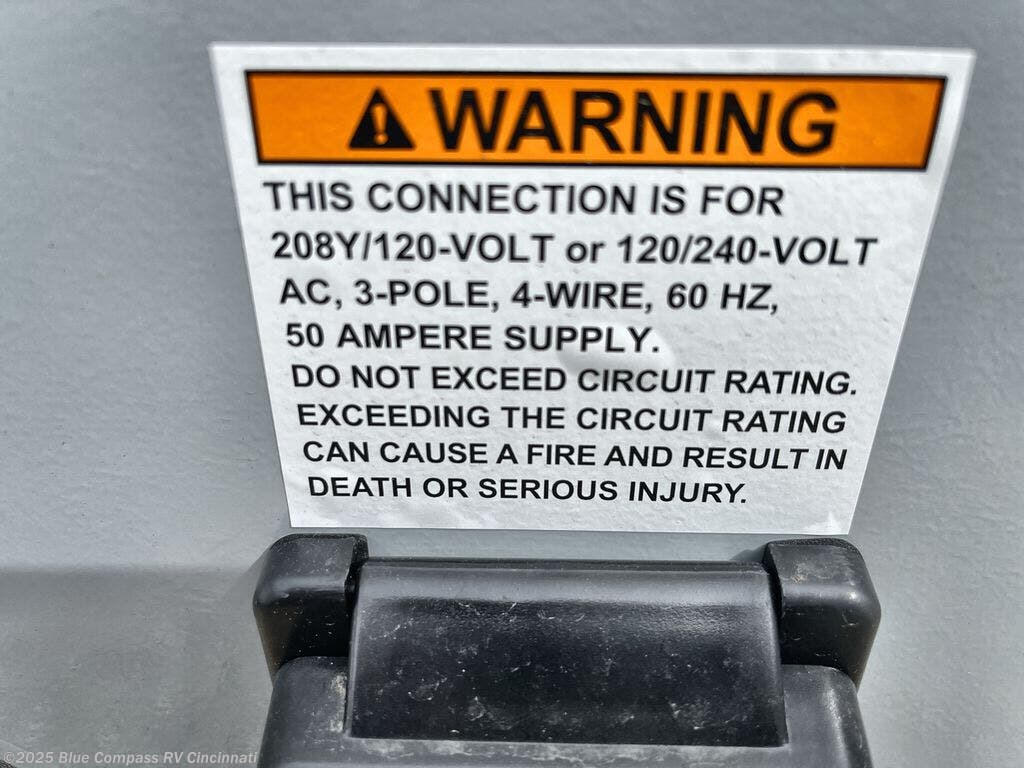 WARNING
THIS CONNECTION IS FOR
208Y/120-VOLT or 120/240-VOLT
AC, 3-POLE, 4-WIRE, 60 HZ,
50 AMPERE SUPPLY.
DO NOT EXCEED CIRCUIT RATING.
EXCEEDING THE CIRCUIT RATING
CAN CAUSE A FIRE AND RESULT IN
DEATH OR SERIOUS INJURY.
©2025 Blue Compass RV Cincinnati